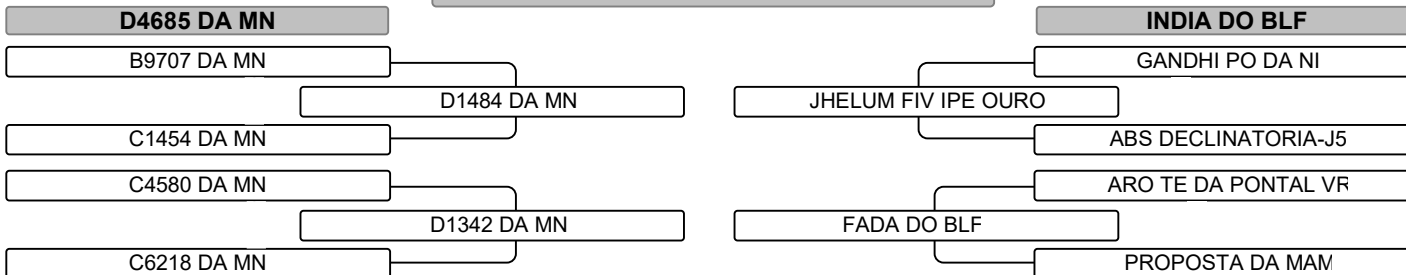 D4685 DA MN
INDIA DO BLF
B9707 DA MN
GANDHI PO DA NI
D1484 DA MN
JHELUM FIV IPE OURO
C1454 DA MN
ABS DECLINATORIA-J5
C4580 DA MN
ARO TE DA PONTAL VR
D1342 DA MN
FADA DO BLF
C6218 DA MN
PROPOSTA DA MAM